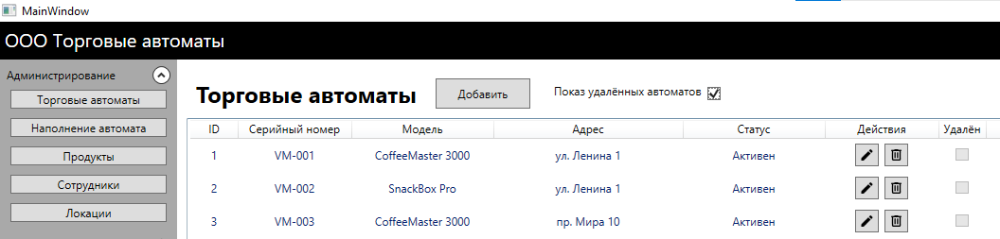 MainWindow
ООО Торговые автоматы
Администрирование
Торговые автоматы
Наполнение автомата
Продукты
Сотрудники
Локации
Торговые автоматы Добавить Показ удалённых автоматов
ID Серийный номер Модель Адрес Статус Действия Удалён
1 VM-001 CoffeeMaster 3000 ул. Ленина 1 Активен
2 VM-002 SnackBox Pro ул. Ленина 1 Активен
3 VM-003 CoffeeMaster 3000 пр. Мира 10 Активен